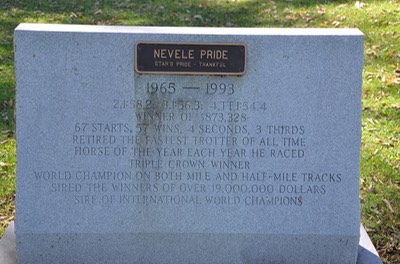 NEVELE PRIDE
STAR'S PRIDE - THANKFUL
1965 — 1993
WINNER OF $873,328
67 STARTS, 57 WINS, 4 SECONDS, 3 THIRDS
RETIRED THE FASTEST TROTTER OF ALL TIME
HORSE OF THE YEAR EACH YEAR HE RACED
TRIPLE CROWN WINNER
WORLD CHAMPION ON BOTH MILE AND HALF-MILE TRACKS
SIRED THE WINNERS OF OVER 19,000,000 DOLLARS
SIRE OF INTERNATIONAL WORLD CHAMPIONS